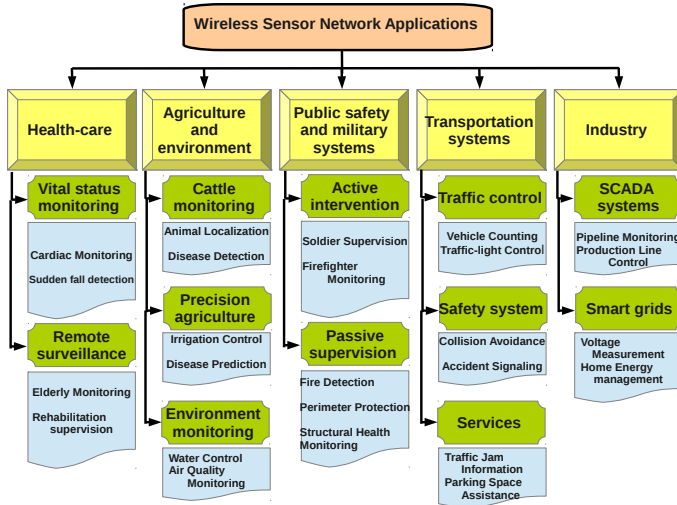 Wireless Sensor Network Applications
Health-care
Vital status
monitoring
Cardiac Monitoring
Sudden fall detection
Remote
surveillance
Elderly Monitoring
Rehabilitation
supervision
Agriculture
and
environment
Cattle
monitoring
Animal Localization
Disease Detection
Precision
agriculture
Irrigation Control
Disease Prediction
Environment
monitoring
Water Control
Air Quality
Monitoring
Public safety
and military
systems
Active
intervention
Soldier Supervision
Firefighter
Monitoring
Passive
supervision
Fire Detection
Perimeter Protection
Structural Health
Monitoring
Transportation
systems
Traffic control
Vehicle Counting
Traffic-light Control
Safety system
Collision Avoidance
Accident Signaling
Services
Traffic Jam
Information
Parking Space
Assistance
Industry
SCADA
systems
Pipeline Monitoring
Production Line
Control
Smart grids
Voltage
Measurement
Home Energy
management